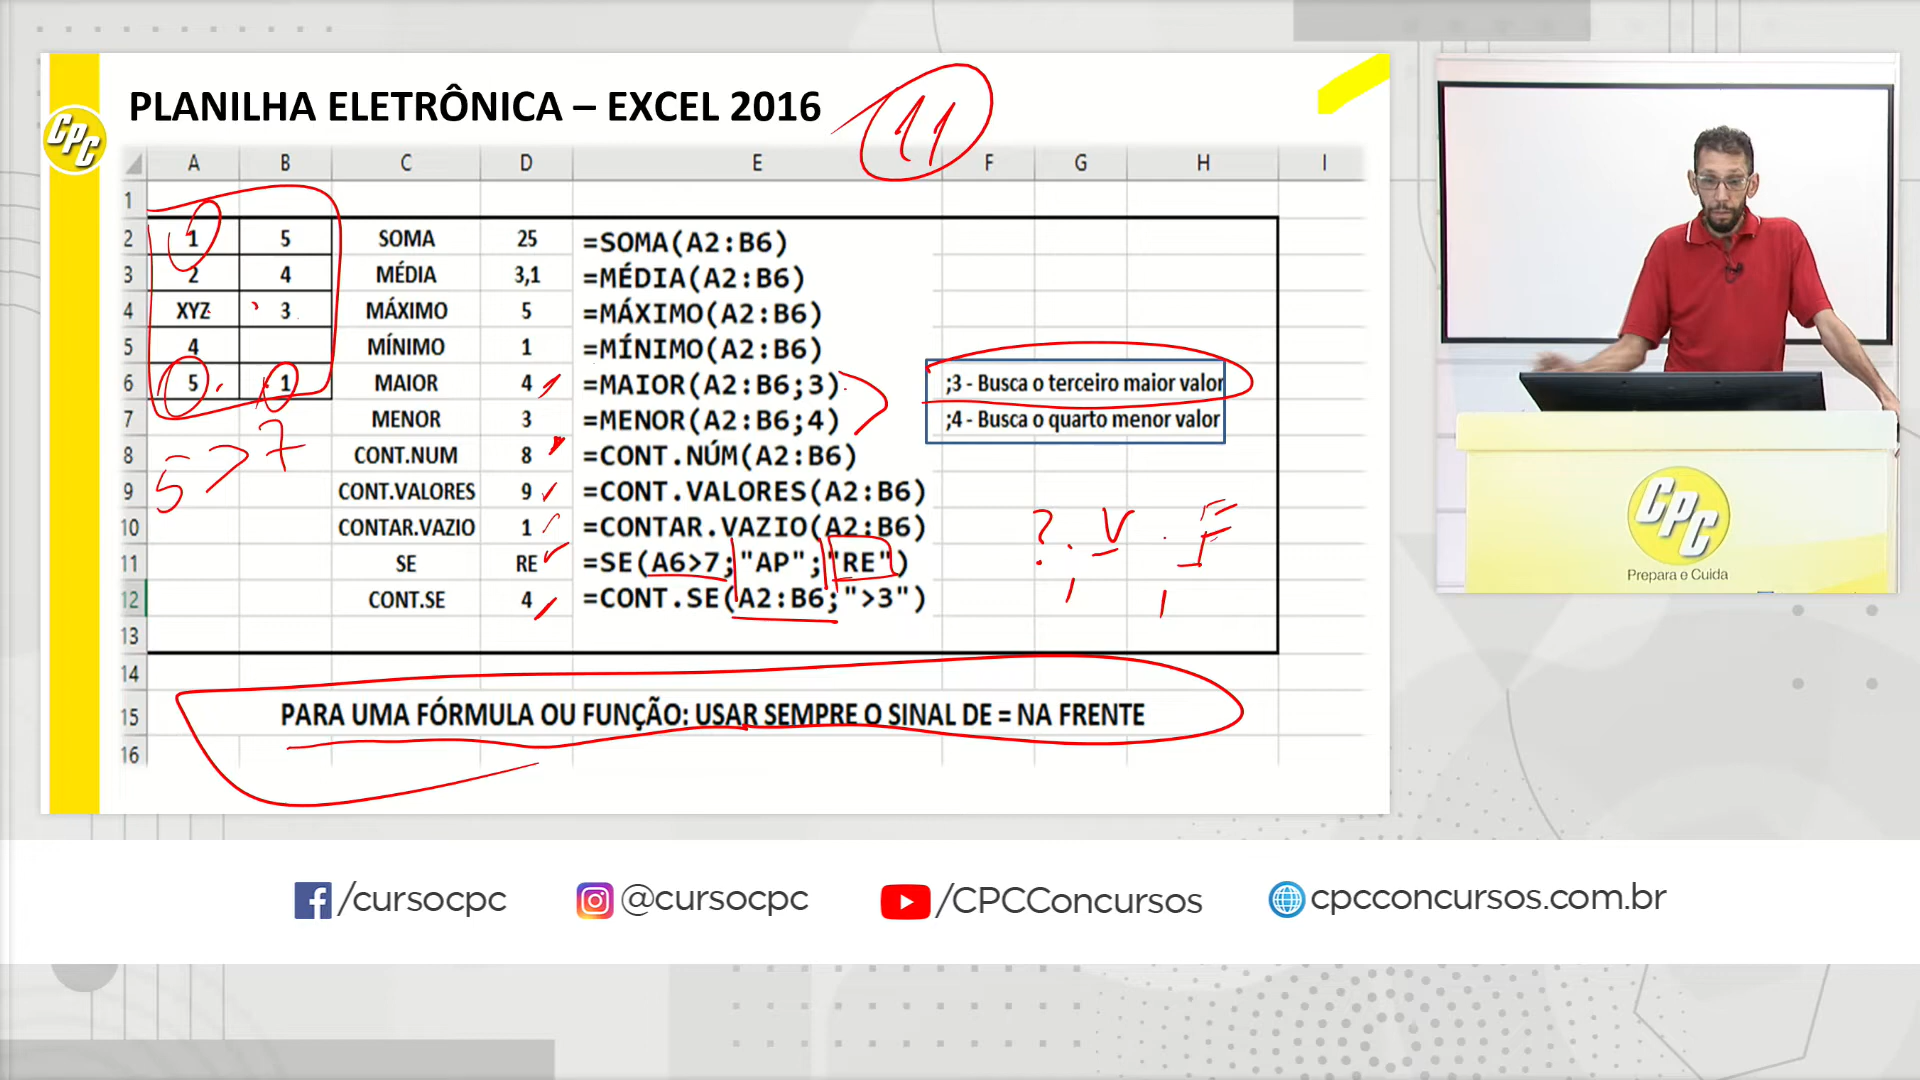 PLANILHA ELETRÔNICA – EXCEL 2016
11
CPC
A B C D E F G H I
1
2 1 5 SOMA 25 =SOMA(A2:B6)
3 2 4 MÉDIA 3,1 =MÉDIA(A2:B6)
4 XYZ 3 MÁXIMO 5 =MÁXIMO(A2:B6)
5 4 MÍNIMO 1 =MÍNIMO(A2:B6)
6 5 1 MAIOR 4 =MAIOR(A2:B6;3) ;3 - Busca o terceiro maior valor
7 MENOR 3 =MENOR(A2:B6;4) ;4 - Busca o quarto menor valor
5 > 7
8 CONT.NUM 8 =CONT.NÚM(A2:B6)
9 CONT.VALORES 9 =CONT.VALORES(A2:B6)
10 CONTAR.VAZIO 1 =CONTAR.VAZIO(A2:B6)
? V F
11 SE RE =SE(A6>7;"AP";"RE")
12 CONT.SE 4 =CONT.SE(A2:B6;">3")
13
14
15 PARA UMA FÓRMULA OU FUNÇÃO: USAR SEMPRE O SINAL DE = NA FRENTE
16
CPC
Prepara e Cuida
/cursocpc @cursocpc /CPCConcursos cpcconcursos.com.br